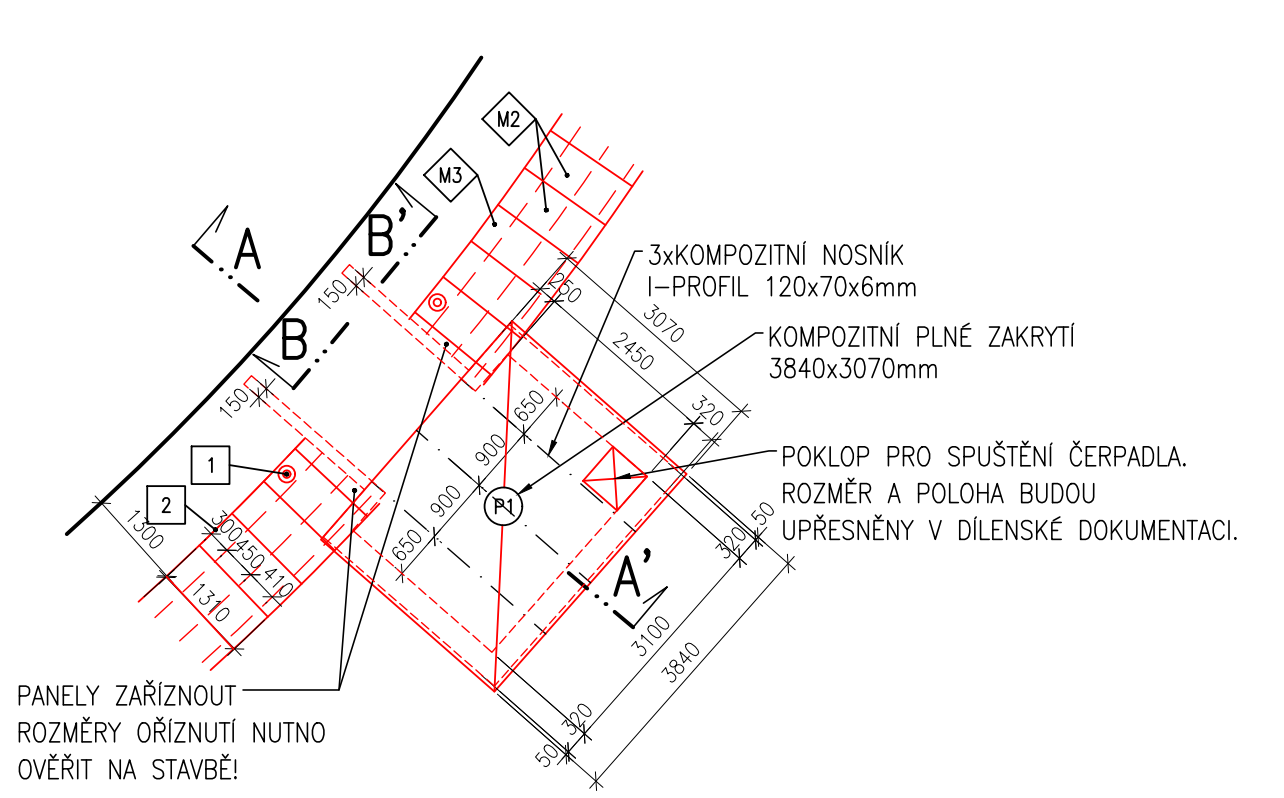 M2
M3
A
B'
B
3xKOMPOZITNÍ NOSNÍK
I-PROFIL 120x70x6mm
KOMPOZITNÍ PLNÉ ZAKRYTÍ
3840x3070mm
POKLOP PRO SPUŠTĚNÍ ČERPADLA.
ROZMĚR A POLOHA BUDOU
UPŘESNĚNY V DÍLENSKÉ DOKUMENTACI.
150
150
250
3070
2450
320
650
900
900
650
P1
1
2
1300
300
450
410
1310
A'
50
320
3100
3840
320
50
PANELY ZAŘÍZNOUT
ROZMĚRY OŘÍZNUTÍ NUTNO
OVĚŘIT NA STAVBĚ!